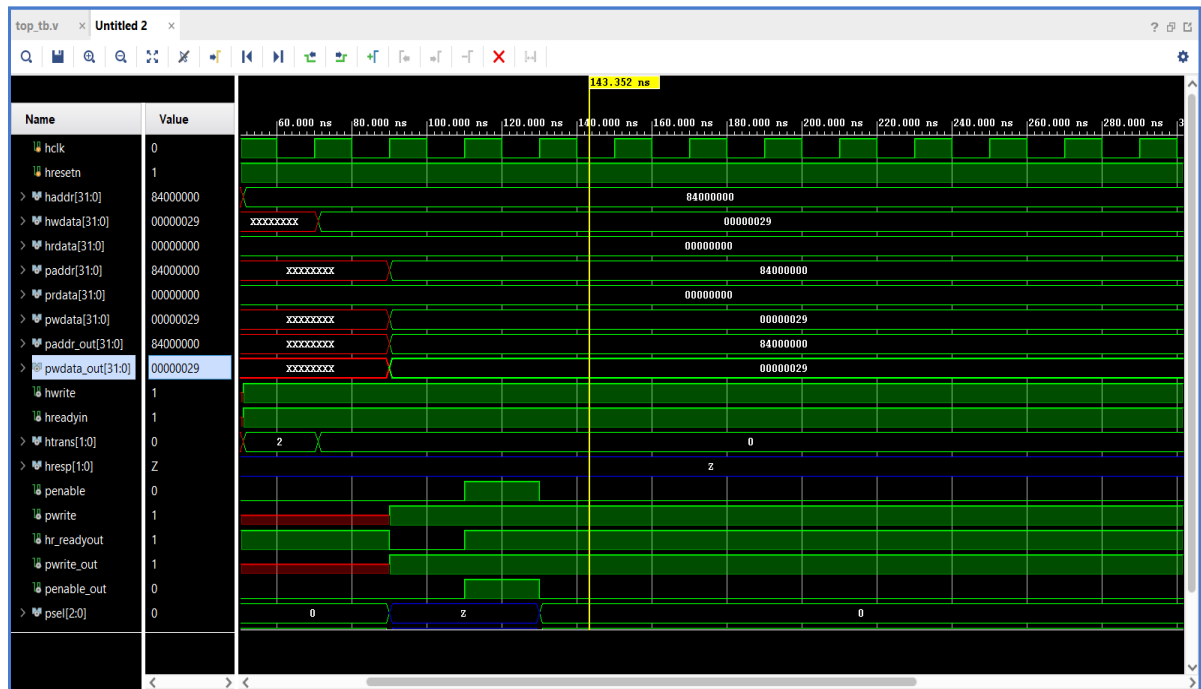 top_tb.v × Untitled 2 ×
?
143.352 ns
Name Value
60.000 ns 80.000 ns 100.000 ns 120.000 ns 140.000 ns 160.000 ns 180.000 ns 200.000 ns 220.000 ns 240.000 ns 260.000 ns 280.000 ns 3
hclk 0
hresetn 1
haddr[31:0] 84000000 84000000
hwdata[31:0] 00000029 XXXXXXXX 00000029
hrdata[31:0] 00000000 00000000
paddr[31:0] 84000000 XXXXXXXX 84000000
prdata[31:0] 00000000 00000000
pwdata[31:0] 00000029 XXXXXXXX 00000029
paddr_out[31:0] 84000000 XXXXXXXX 84000000
pwdata_out[31:0] 00000029 XXXXXXXX 00000029
hwrite 1
hreadyin 1
htrans[1:0] 0 2 0
hresp[1:0] Z Z
penable 0
pwrite 1
hr_readyout 1
pwrite_out 1
penable_out 0
psel[2:0] 0 0 Z 0